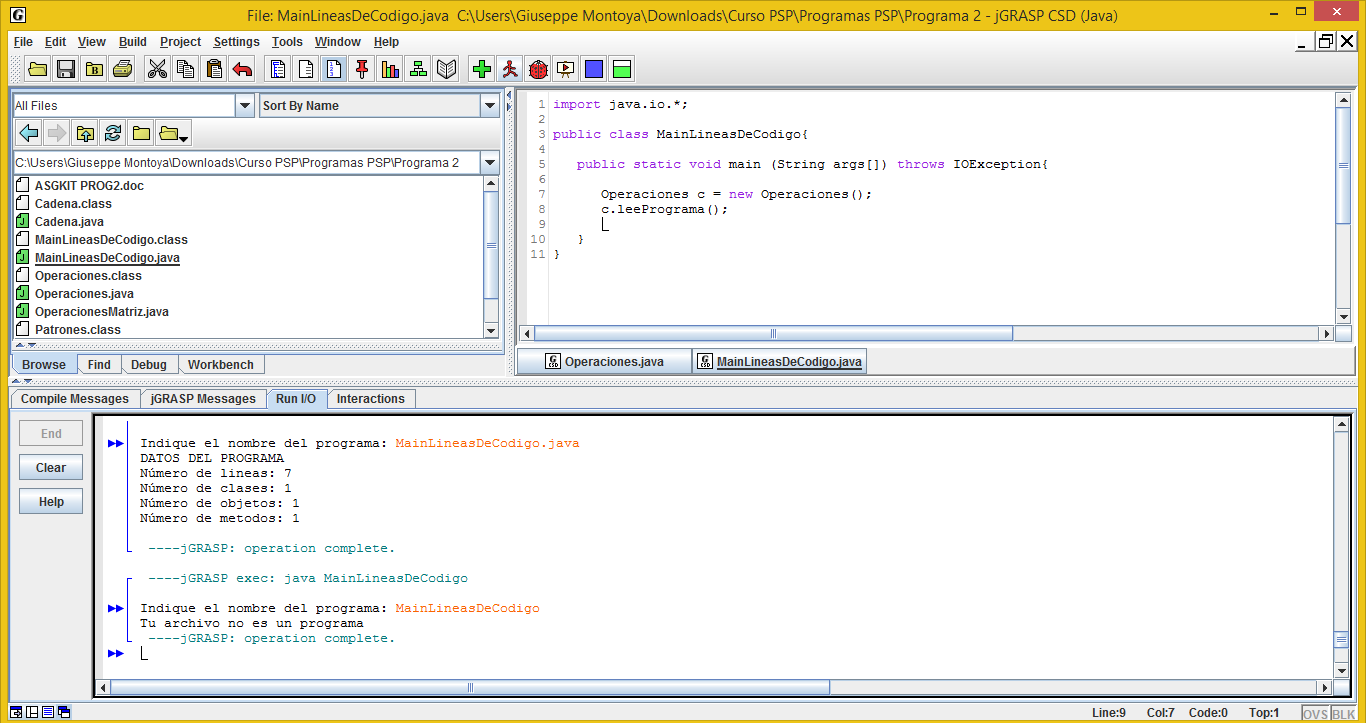 File: MainLineasDeCodigo.java  C:\Users\Giuseppe Montoya\Downloads\Curso PSP\Programas PSP\Programa 2 - jGRASP CSD (Java)
File Edit View Build Project Settings Tools Window Help
All Files
Sort By Name
C:\Users\Giuseppe Montoya\Downloads\Curso PSP\Programas PSP\Programa 2
ASGKIT PROG2.doc
Cadena.class
Cadena.java
MainLineasDeCodigo.class
MainLineasDeCodigo.java
Operaciones.class
Operaciones.java
OperacionesMatriz.java
Patrones.class
Browse Find Debug Workbench
1 import java.io.*;
2
3 public class MainLineasDeCodigo{
4
5 public static void main (String args[]) throws IOException{
6
7 Operaciones c = new Operaciones();
8 c.leePrograma();
9
10 }
11 }
Operaciones.java MainLineasDeCodigo.java
Compile Messages jGRASP Messages Run I/O Interactions
End
Clear
Help
Indique el nombre del programa: MainLineasDeCodigo.java
DATOS DEL PROGRAMA
Número de lineas: 7
Número de clases: 1
Número de objetos: 1
Número de metodos: 1
----jGRASP: operation complete.
----jGRASP exec: java MainLineasDeCodigo
Indique el nombre del programa: MainLineasDeCodigo
Tu archivo no es un programa
----jGRASP: operation complete.
Line:9 Col:7 Code:0 Top:1 OVS BLK